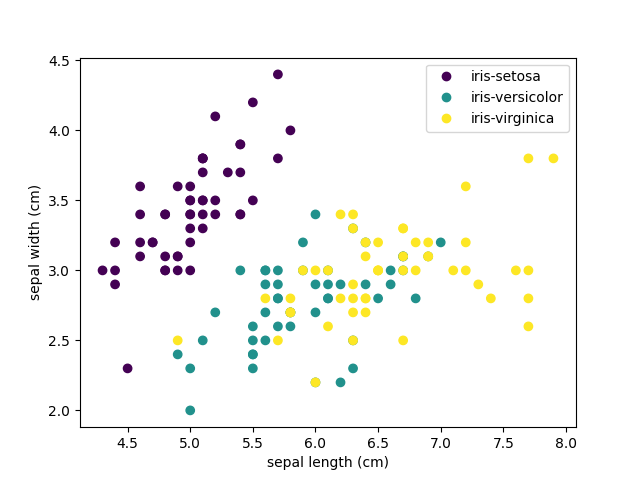 iris-setosa
iris-versicolor
iris-virginica
4.5
4.0
3.5
3.0
2.5
2.0
sepal width (cm)
4.5 5.0 5.5 6.0 6.5 7.0 7.5 8.0
sepal length (cm)